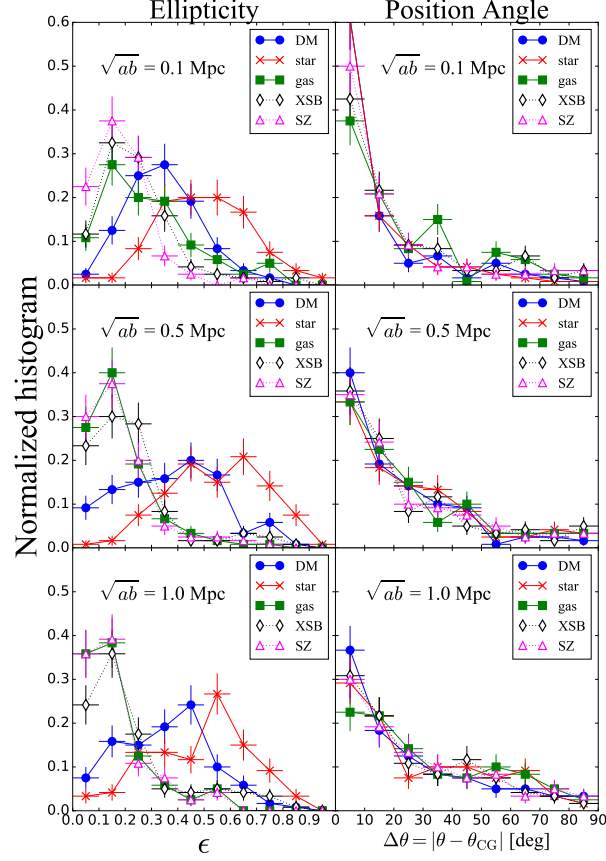 Ellipticity
Position Angle
Normalized histogram
0.6
0.5
0.4
0.3
0.2
0.1
0.0
√ab = 0.1 Mpc
DM
star
gas
XSB
SZ
√ab = 0.1 Mpc
DM
star
gas
XSB
SZ
0.5
0.4
0.3
0.2
0.1
0.0
√ab = 0.5 Mpc
DM
star
gas
XSB
SZ
√ab = 0.5 Mpc
DM
star
gas
XSB
SZ
0.5
0.4
0.3
0.2
0.1
0.0
√ab = 1.0 Mpc
DM
star
gas
XSB
SZ
√ab = 1.0 Mpc
DM
star
gas
XSB
SZ
0.0 0.1 0.2 0.3 0.4 0.5 0.6 0.7 0.8 0.9
0 10 20 30 40 50 60 70 80 90
ϵ
Δθ = |θ − θCG| [deg]